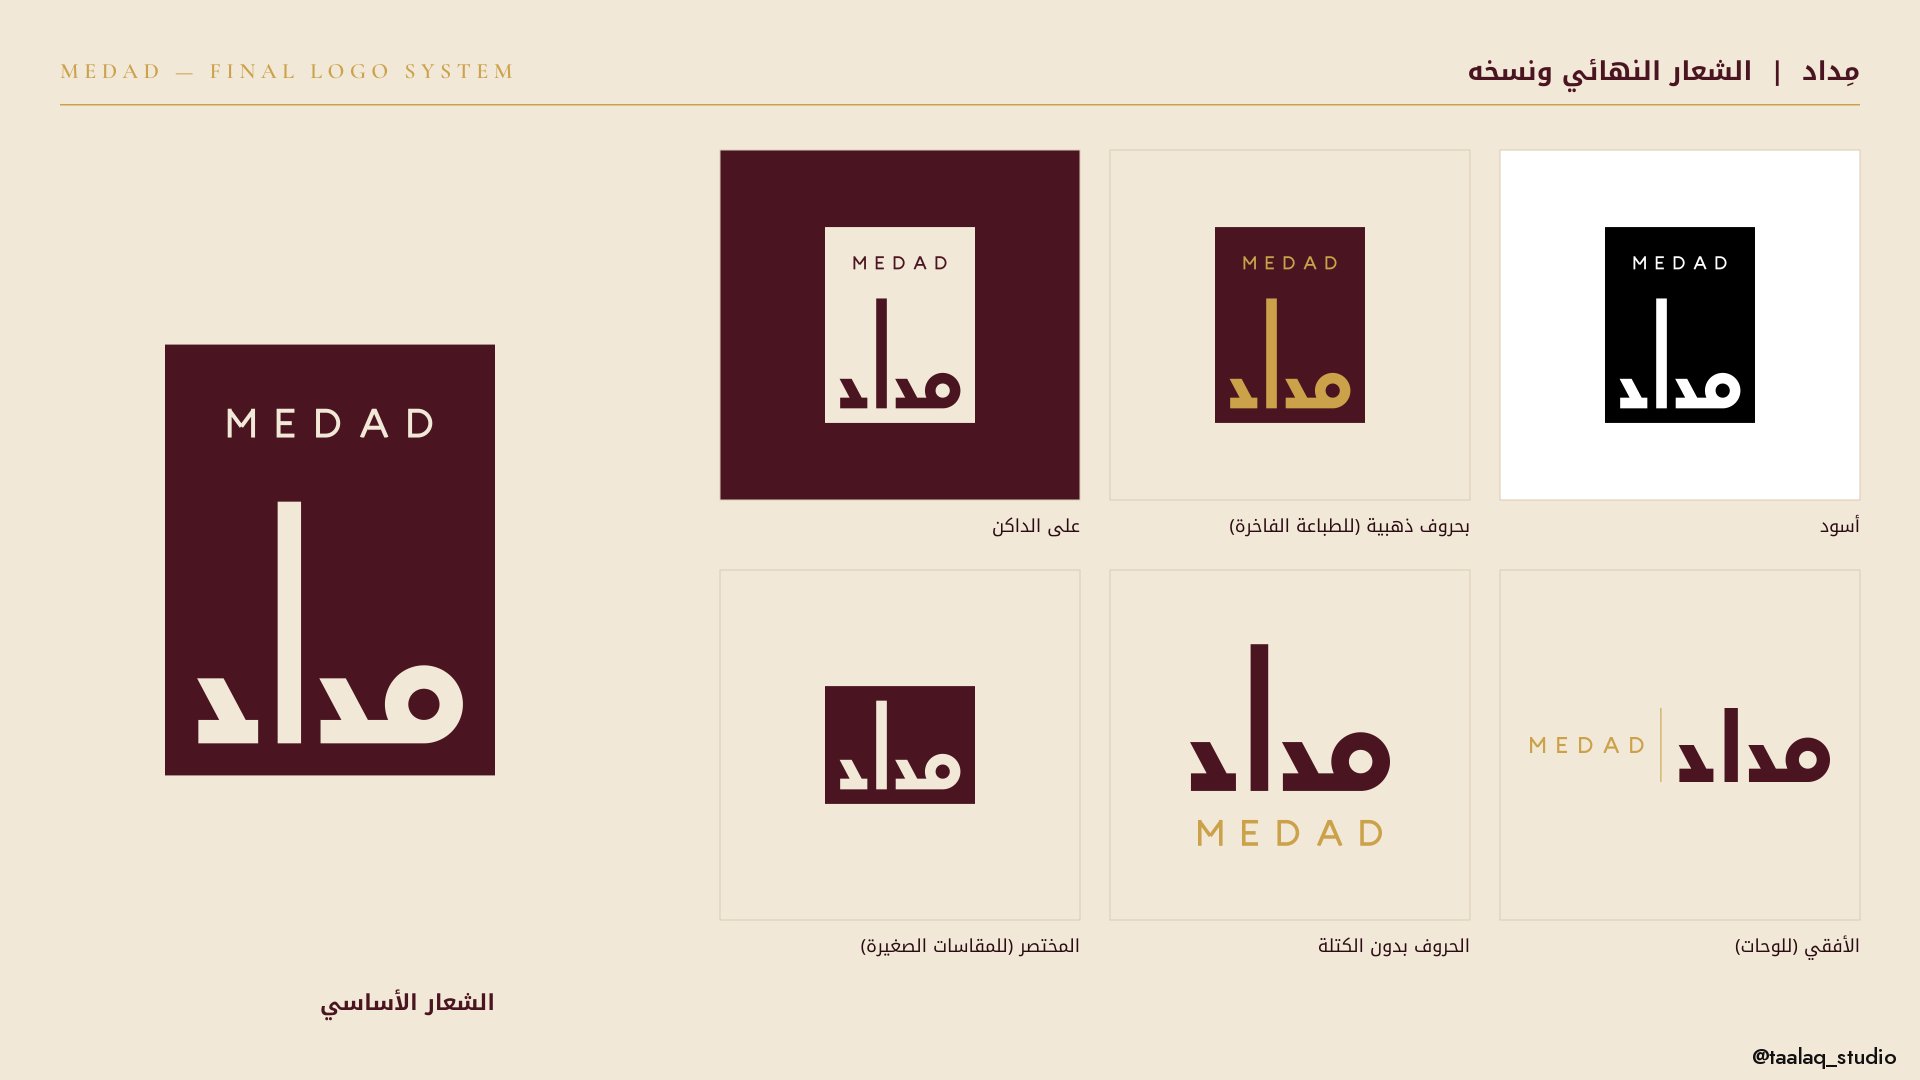 مِداد | الشعار النهائي ونسخه
MEDAD — FINAL LOGO SYSTEM
MEDAD
مداد
الشعار الأساسي
MEDAD
مداد
أسود
MEDAD
مداد
بحروف ذهبية (للطباعة الفاخرة)
MEDAD
مداد
على الداكن
مداد
MEDAD
الأفقي (للوحات)
مداد
MEDAD
الحروف بدون الكتلة
مداد
المختصر (للمقاسات الصغيرة)
@taalaq_studio